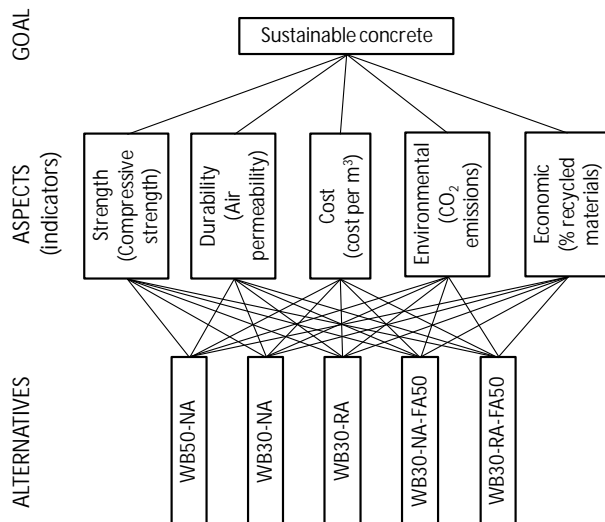 GOAL
Sustainable concrete
ASPECTS
(indicators)
Strength
(Compressive
strength)
Durability
(Air
permeability)
Cost
(cost per m³)
Environmental
(CO₂
emissions)
Economic
(% recycled
materials)
ALTERNATIVES
WB50-NA
WB30-NA
WB30-RA
WB30-NA-FA50
WB30-RA-FA50